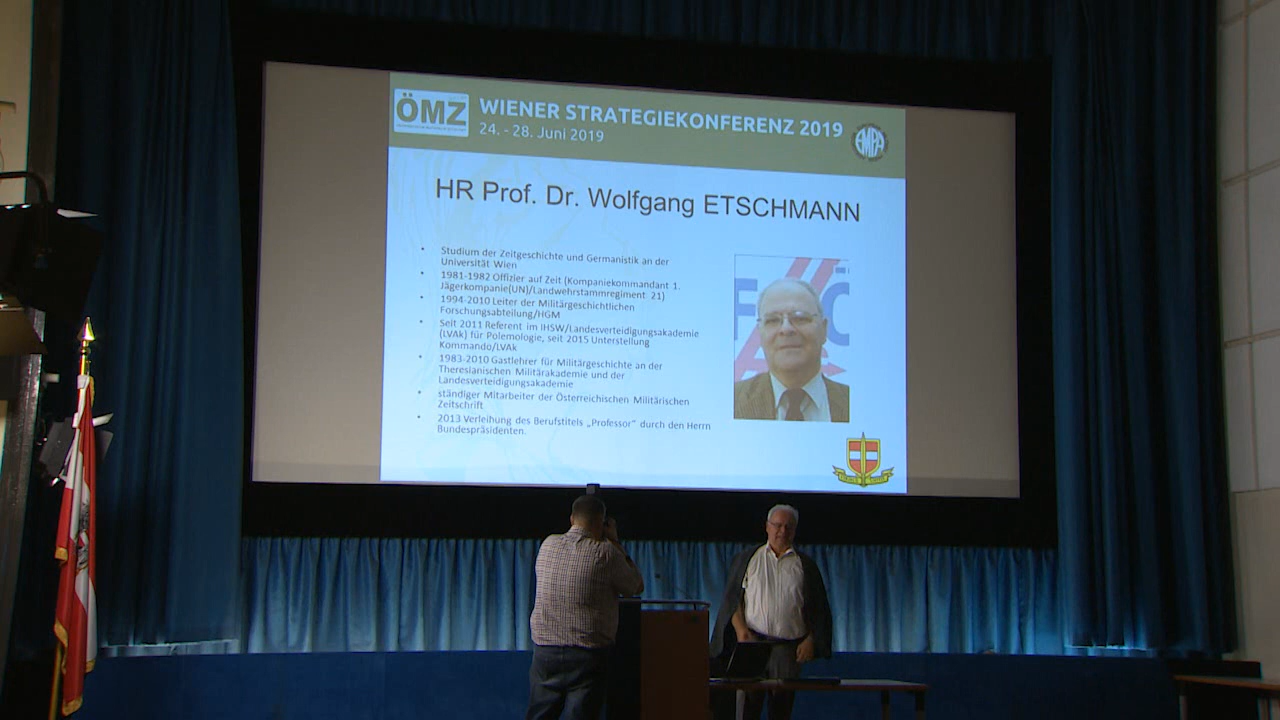 ÖMZ
WIENER STRATEGIEKONFERENZ 2019
24. - 28. Juni 2019
EMPA
HR Prof. Dr. Wolfgang ETSCHMANN
• Studium der Zeitgeschichte und Germanistik an der
Universität Wien
• 1981-1982 Offizier auf Zeit (Kompaniekommandant 1.
Jägerkompanie(UN)/Landwehrstammregiment 21)
• 1994-2010 Leiter der Militärgeschichtlichen
Forschungsabteilung/HGM
• Seit 2011 Referent im IHSW/Landesverteidigungsakademie
(LVAk) für Polemologie, seit 2015 Unterstellung
Kommando/LVAk
• 1983-2010 Gastlehrer für Militärgeschichte an der
Theresianischen Militärakademie und der
Landesverteidigungsakademie
• ständiger Mitarbeiter der Österreichischen Militärischen
Zeitschrift
• 2013 Verleihung des Berufstitels „Professor" durch den Herrn
Bundespräsidenten.